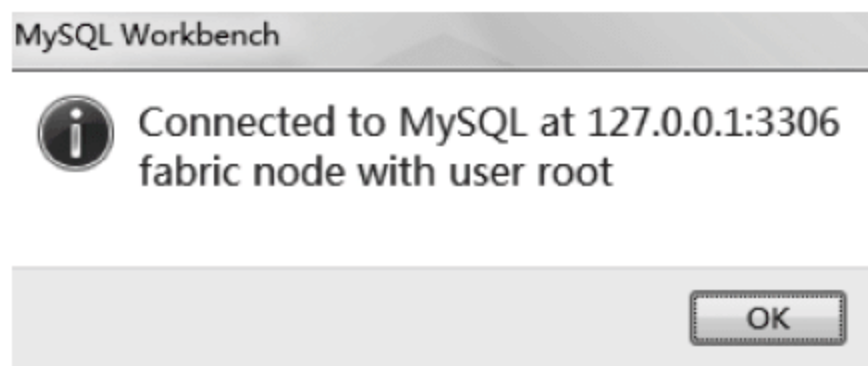 MySQL Workbench
Connected to MySQL at 127.0.0.1:3306
fabric node with user root
OK